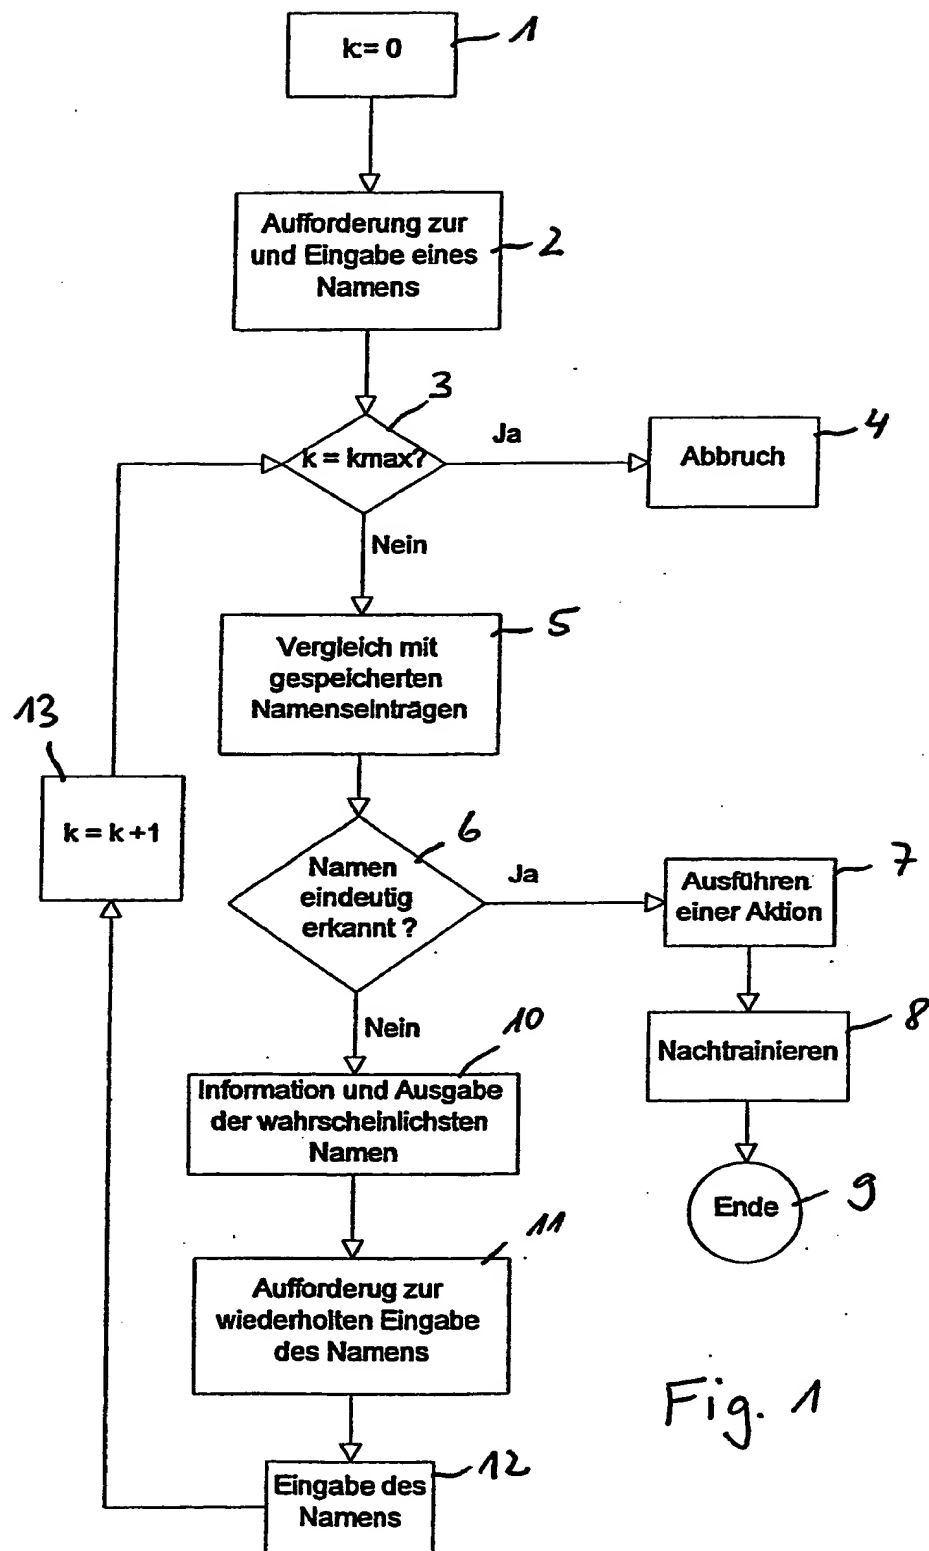 k:= 0
1
Aufforderung zur
und Eingabe eines
Namens
2
3
k = kmax?
Ja
Abbruch
4
Nein
Vergleich mit
gespeicherten
Namenseinträgen
5
13
k = k +1
Namen
eindeutig
erkannt ?
6
Ja
Ausführen
einer Aktion
7
Nachtrainieren
8
Ende
9
Nein
10
Information und Ausgabe
der wahrscheinlichsten
Namen
11
Aufforderug zur
wiederholten Eingabe
des Namens
Eingabe des
Namens
12
Fig. 1